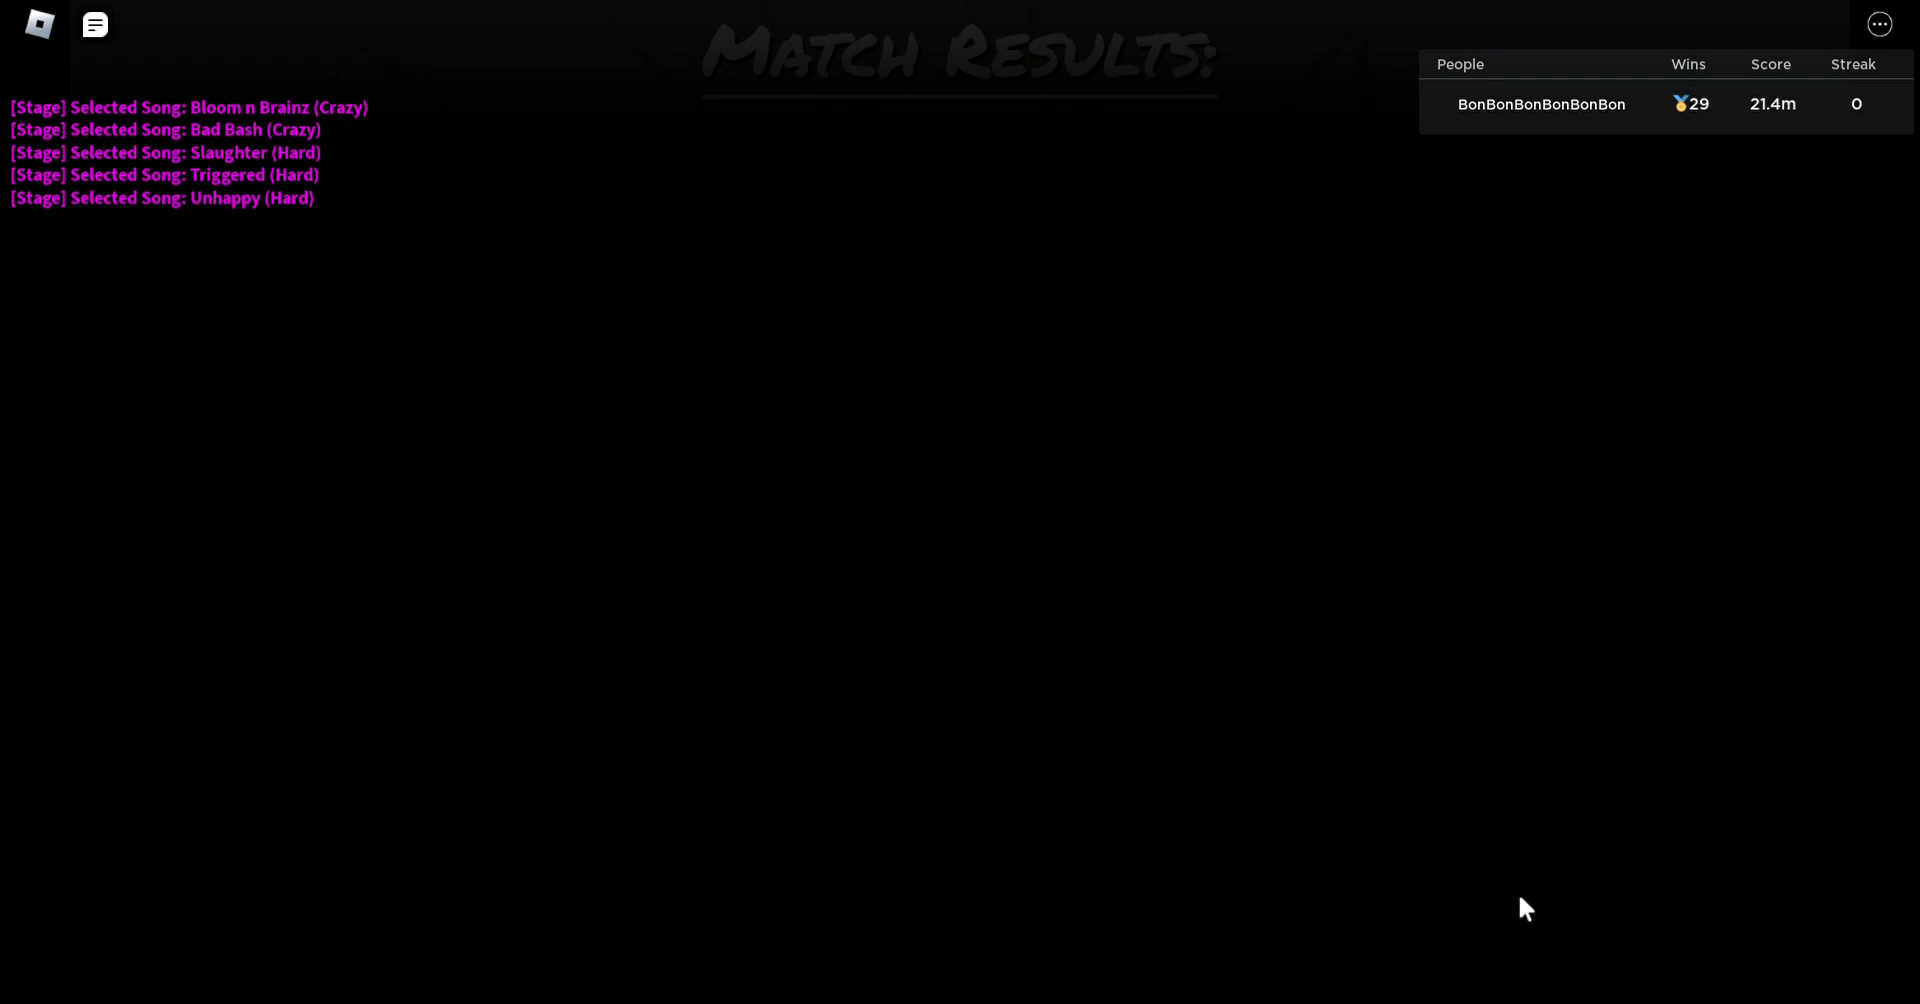 Match Results:
People Wins Score Streak
BonBonBonBonBonBon 🏅29 21.4m 0
[Stage] Selected Song: Bloom n Brainz (Crazy)
[Stage] Selected Song: Bad Bash (Crazy)
[Stage] Selected Song: Slaughter (Hard)
[Stage] Selected Song: Triggered (Hard)
[Stage] Selected Song: Unhappy (Hard)